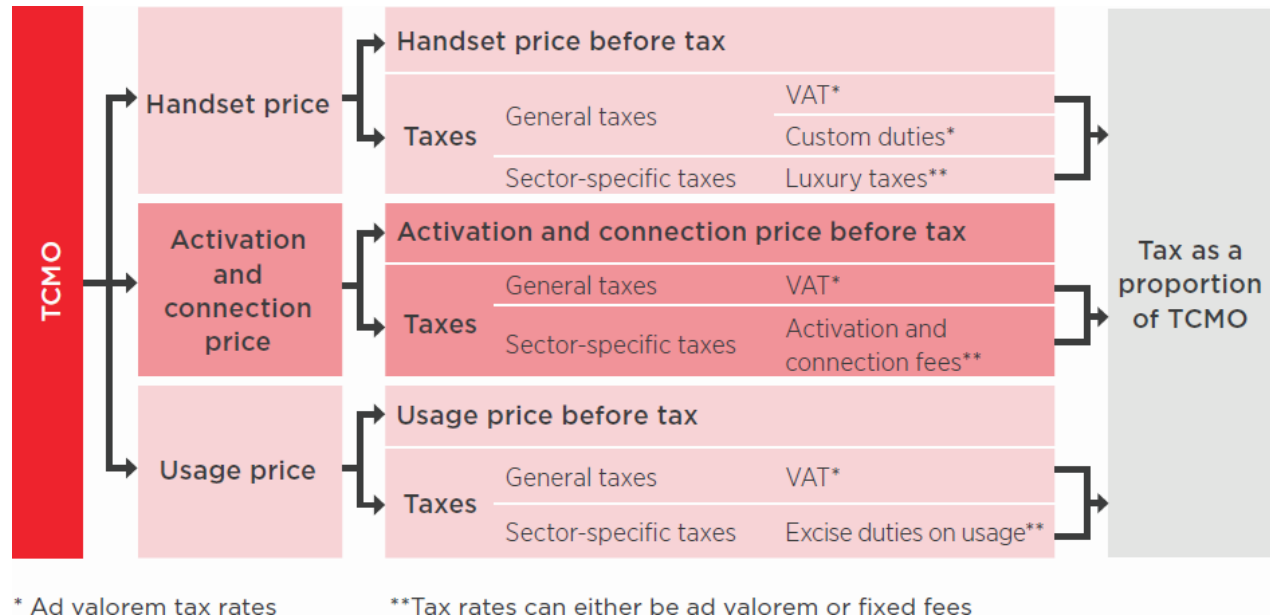 TCMO
Handset price
Handset price before tax
Taxes
General taxes
VAT*
Custom duties*
Sector-specific taxes
Luxury taxes**
Activation
and
connection
price
Activation and connection price before tax
Taxes
General taxes
VAT*
Sector-specific taxes
Activation and
connection fees**
Usage price
Usage price before tax
Taxes
General taxes
VAT*
Sector-specific taxes
Excise duties on usage**
Tax as a
proportion
of TCMO
* Ad valorem tax rates
**Tax rates can either be ad valorem or fixed fees